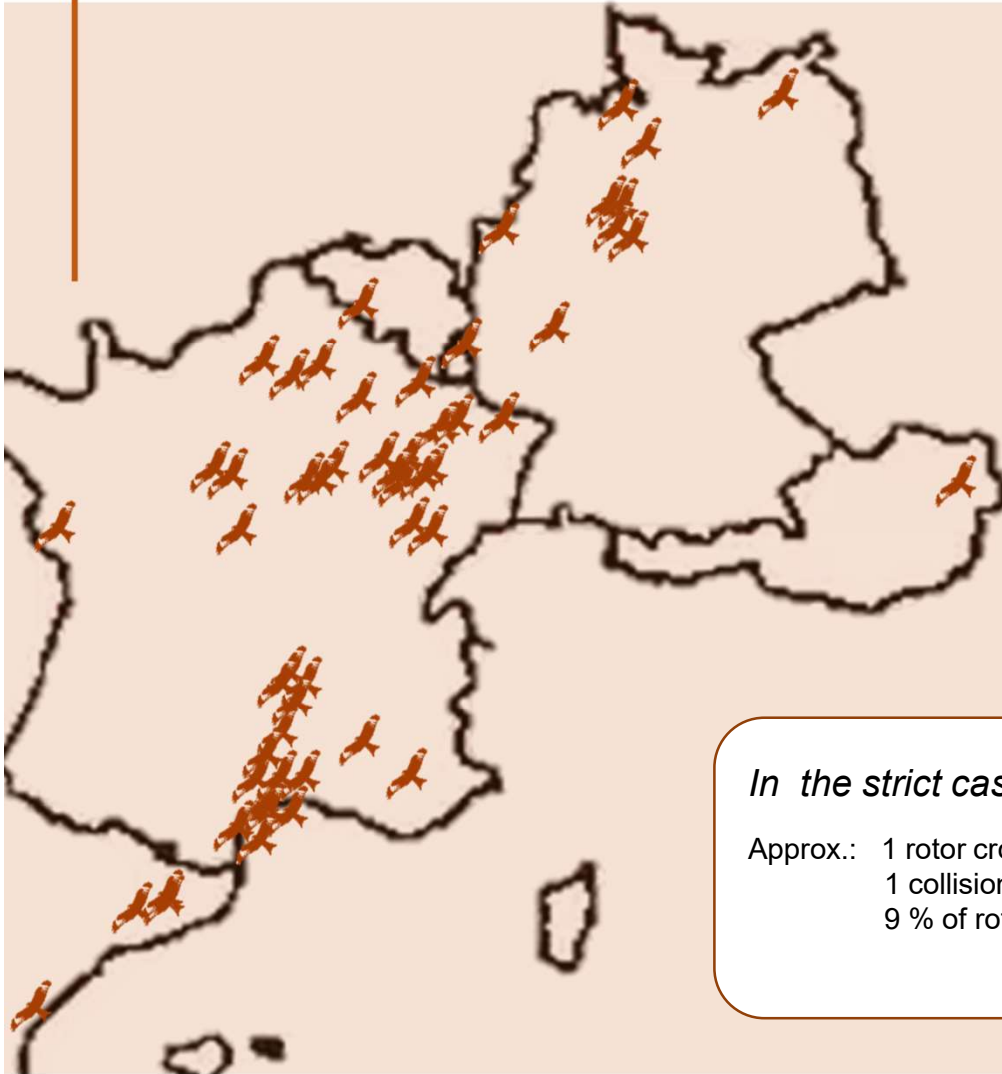 In the strict cas
Approx.: 1 rotor cro
1 collision
9 % of ro